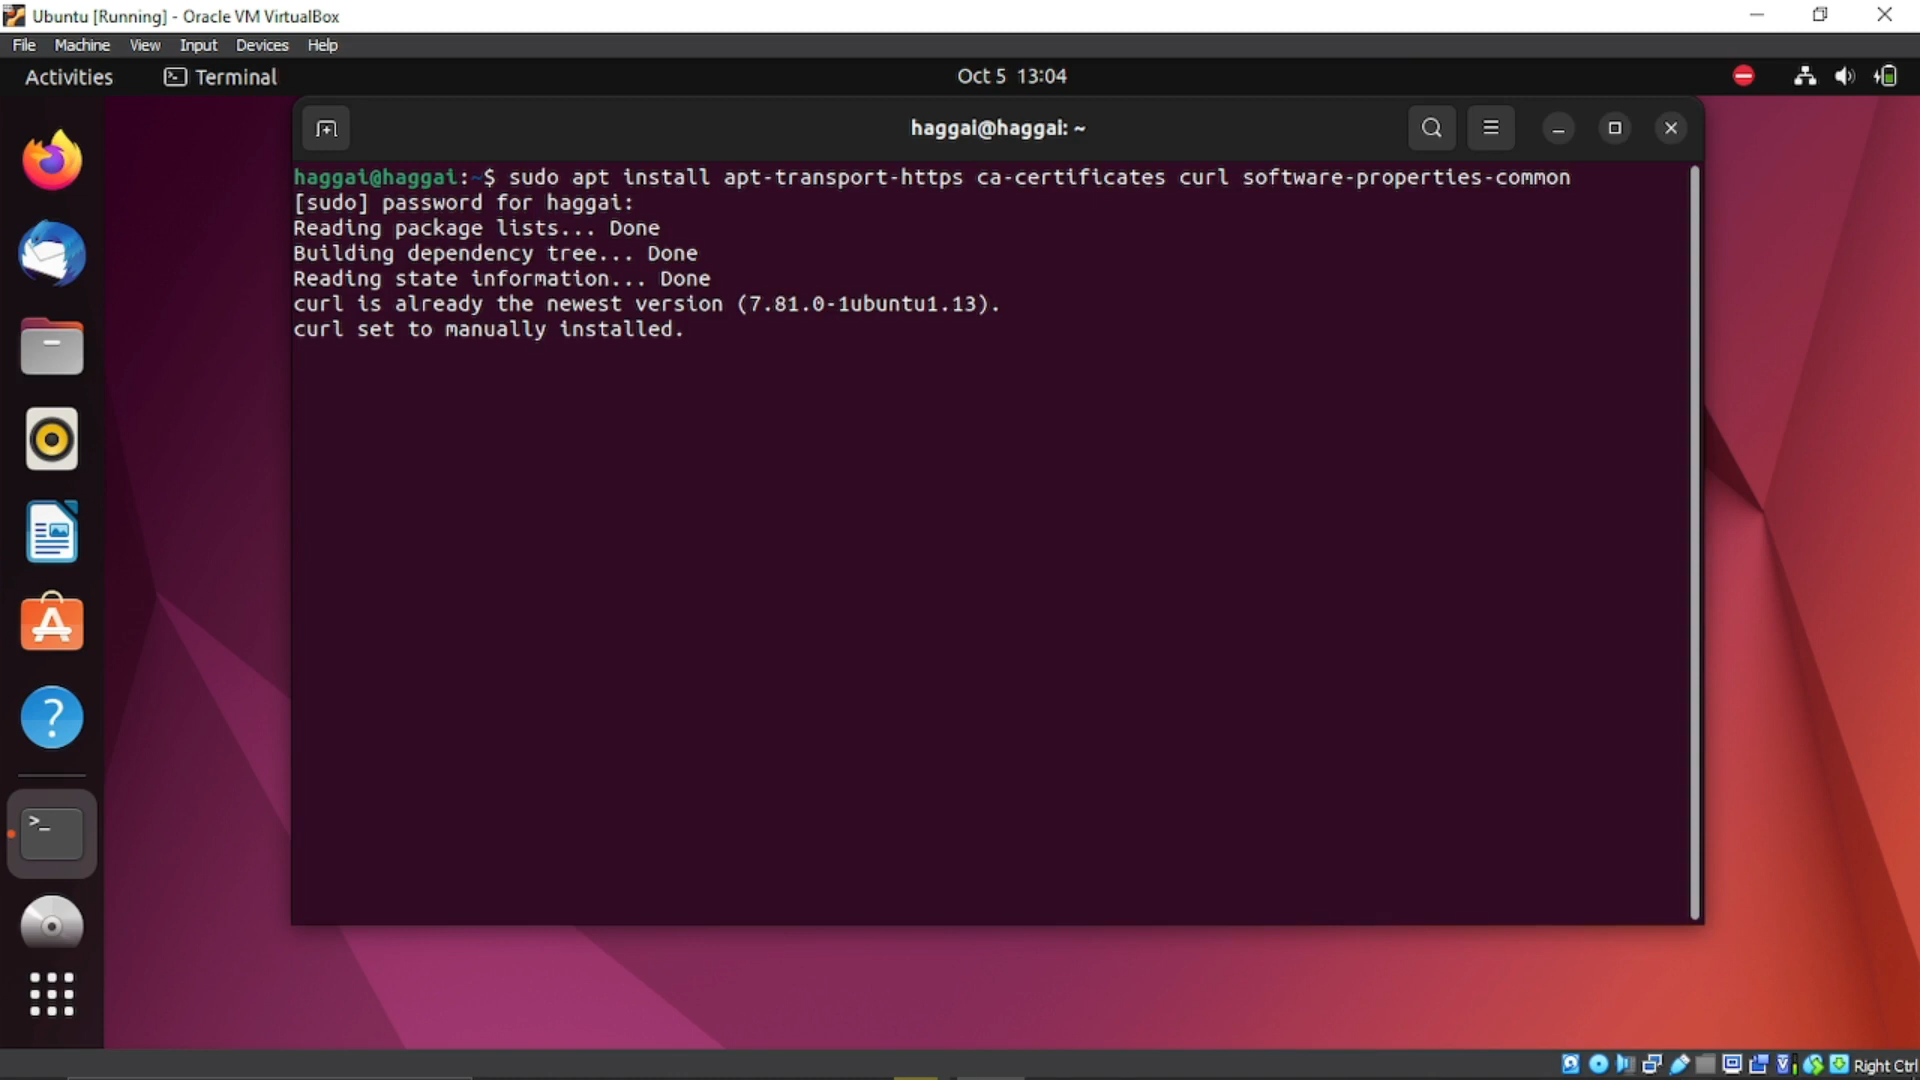 Ubuntu [Running] - Oracle VM VirtualBox
File Machine View Input Devices Help
Activities Terminal Oct 5 13:04
haggai@haggai: ~
haggai@haggai:~$ sudo apt install apt-transport-https ca-certificates curl software-properties-common
[sudo] password for haggai:
Reading package lists... Done
Building dependency tree... Done
Reading state information... Done
curl is already the newest version (7.81.0-1ubuntu1.13).
curl set to manually installed.
Right Ctrl